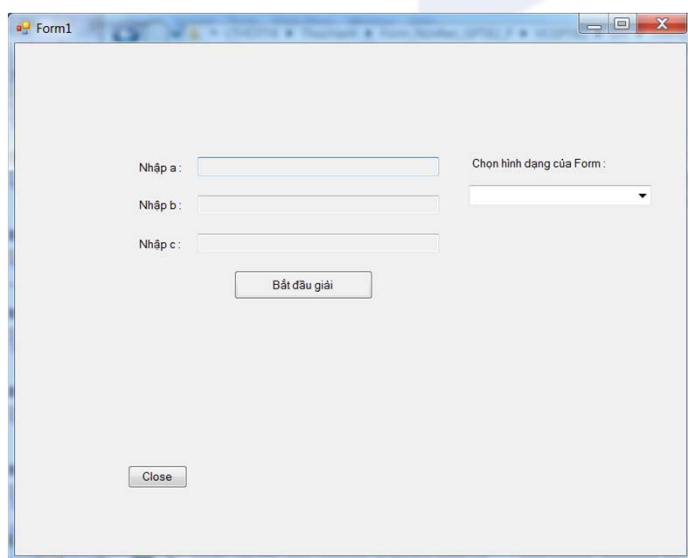 Form1
Nhập a :
Chọn hình dạng của Form :
Nhập b :
Nhập c :
Bắt đầu giải
Close